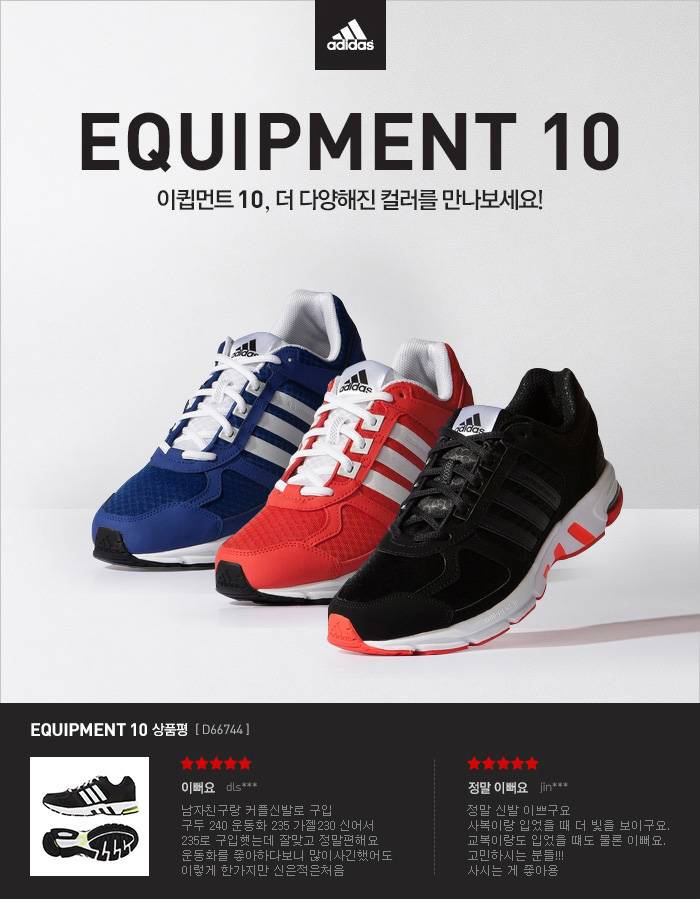 adidas
EQUIPMENT 10
이큅먼트 10, 더 다양해진 컬러를 만나보세요!
adidas
adidas
adidas
EQUIPMENT 10 상품평 [ D66744 ]
이뻐요 dls***
남자친구랑 커플신발로 구입
구두 240 운동화 235 가젤230 신어서
235로 구입했는데 잘맞고 정말편해요
운동화를 좋아하다보니 많이사긴했어도
이렇게 한가지만 신은적은처음
정말 이뻐요 jin***
정말 신발 이쁘구요
사복이랑 입었을 때 더 빛을 보이구요.
교복이랑도 입었을 때도 물론 이뻐요.
고민하시는 분들!!!
사시는 게 좋아용